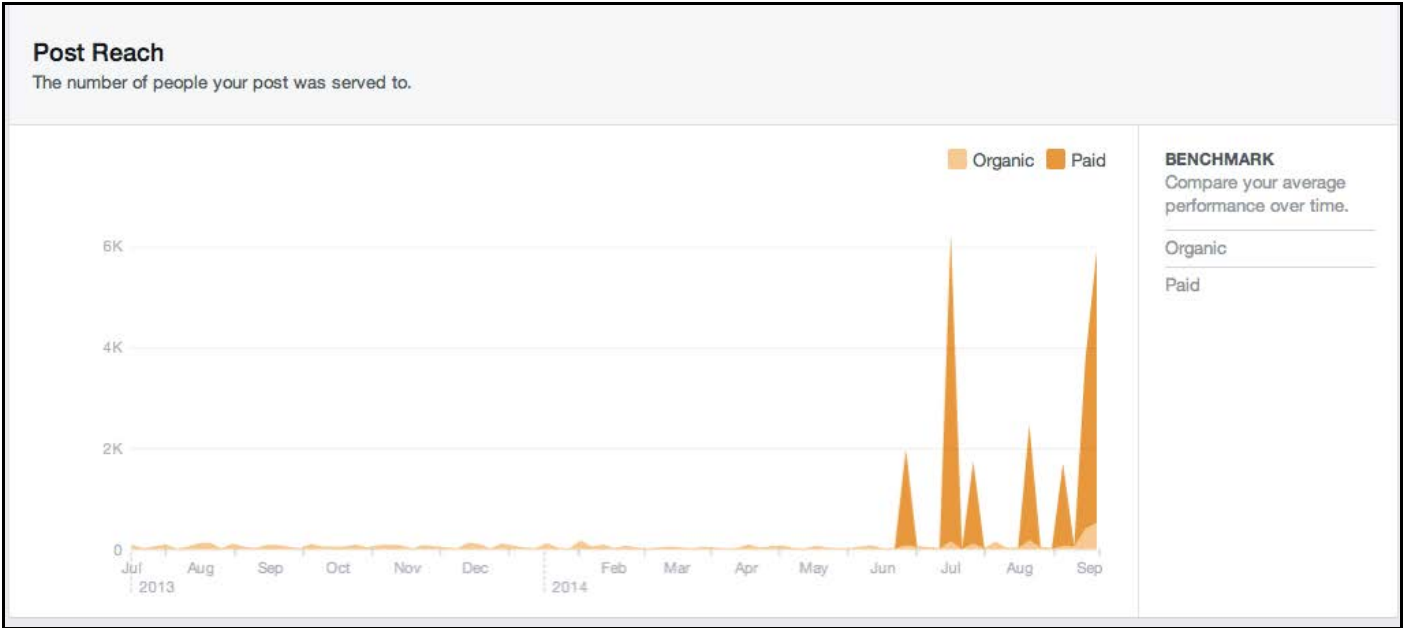 Post Reach
The number of people your post was served to.
Organic Paid
BENCHMARK
Compare your average
performance over time.
Organic
Paid
6K
4K
2K
0
Jul Aug Sep Oct Nov Dec Feb Mar Apr May Jun Jul Aug Sep
2013 2014